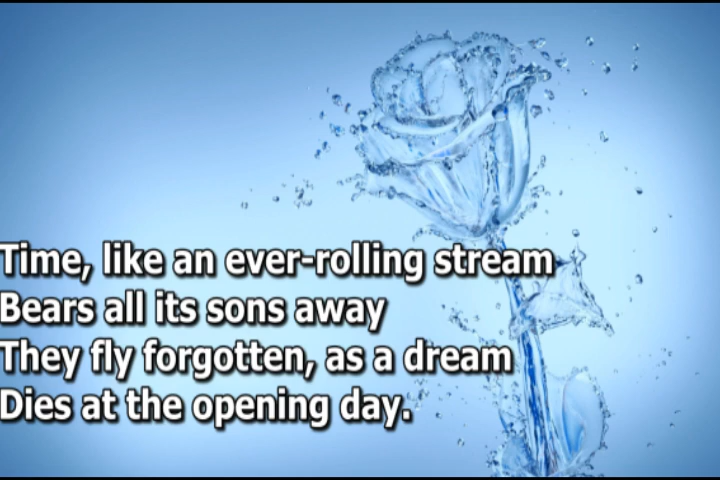 Time, like an ever-rolling stream
Bears all its sons away
They fly forgotten, as a dream
Dies at the opening day.